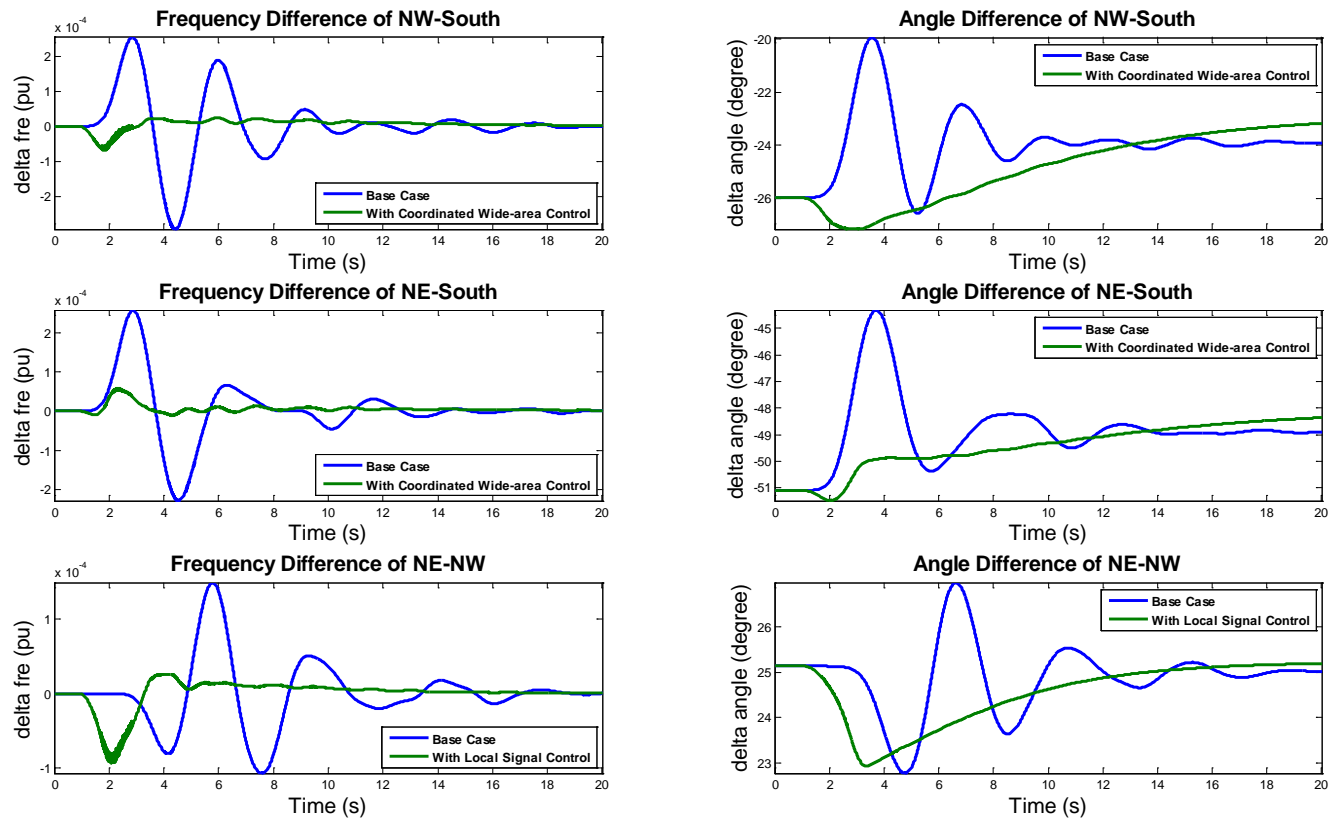 Frequency Difference of NW-South
x 10^-4
2
1
0
-1
-2
delta fre (pu)
Base Case
With Coordinated Wide-area Control
0 2 4 6 8 10 12 14 16 18 20
Time (s)
Angle Difference of NW-South
-20
-22
-24
-26
delta angle (degree)
Base Case
With Coordinated Wide-area Control
0 2 4 6 8 10 12 14 16 18 20
Time (s)
Frequency Difference of NE-South
x 10^-4
2
1
0
-1
-2
delta fre (pu)
Base Case
With Coordinated Wide-area Control
0 2 4 6 8 10 12 14 16 18 20
Time (s)
Angle Difference of NE-South
-45
-46
-47
-48
-49
-50
-51
delta angle (degree)
Base Case
With Coordinated Wide-area Control
0 2 4 6 8 10 12 14 16 18 20
Time (s)
Frequency Difference of NE-NW
x 10^-4
1
0
-1
delta fre (pu)
Base Case
With Local Signal Control
0 2 4 6 8 10 12 14 16 18 20
Time (s)
Angle Difference of NE-NW
26
25
24
23
delta angle (degree)
Base Case
With Local Signal Control
0 2 4 6 8 10 12 14 16 18 20
Time (s)